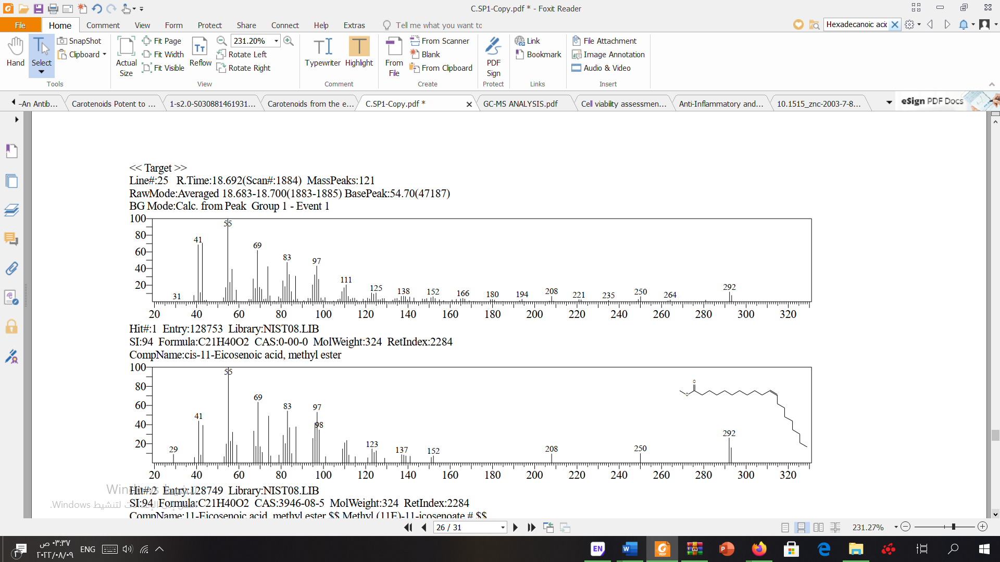 C.SP1-Copy.pdf * - Foxit Reader
File Home Comment View Form Protect Share Connect Help Extras Tell me what you want to Hexadecanoic acid
SnapShot Fit Page 231.20% From Scanner Link File Attachment
Clipboard Fit Width Rotate Left Blank Bookmark Image Annotation
Hand Select Actual Size Fit Visible Reflow Rotate Right Typewriter Highlight From File From Clipboard PDF Sign Audio & Video
Tools View Comment Create Protect Links Insert
-An Antib... Carotenoids Potent to ... 1-s2.0-S030881461931... Carotenoids from the e... C.SP1-Copy.pdf * GC-MS ANALYSIS.pdf Cell viability assessmen... Anti-Inflammatory and... 10.1515_znc-2003-7-8... eSign PDF Docs
<< Target >>
Line#:25 R.Time:18.692(Scan#:1884) MassPeaks:121
RawMode:Averaged 18.683-18.700(1883-1885) BasePeak:54.70(47187)
BG Mode:Calc. from Peak Group 1 - Event 1
100
80
60
40
20
55
41
69
83
97
111
125
138
152
166
180
194
208
221
235
250
264
292
31
20 40 60 80 100 120 140 160 180 200 220 240 260 280 300 320
Hit#:1 Entry:128753 Library:NIST08.LIB
SI:94 Formula:C21H40O2 CAS:0-00-0 MolWeight:324 RetIndex:2284
CompName:cis-11-Eicosenoic acid, methyl ester
100
80
60
40
20
55
69
83
97
98
41
29
123
137
152
208
250
292
O
O
20 40 60 80 100 120 140 160 180 200 220 240 260 280 300 320
Hit#:2 Entry:128749 Library:NIST08.LIB
SI:94 Formula:C21H40O2 CAS:3946-08-5 MolWeight:324 RetIndex:2284
CompName:11-Eicosenoic acid, methyl ester $$ Methyl (11E)-11-icosenoate # $$
تنشيط Windows
انتقل إلى الإعدادات لتنشيط Windows.
26 / 31 231.27%
٠٣:٣٧ ص
٢٠٢٢/٠٨/٠٩
ENG
EN